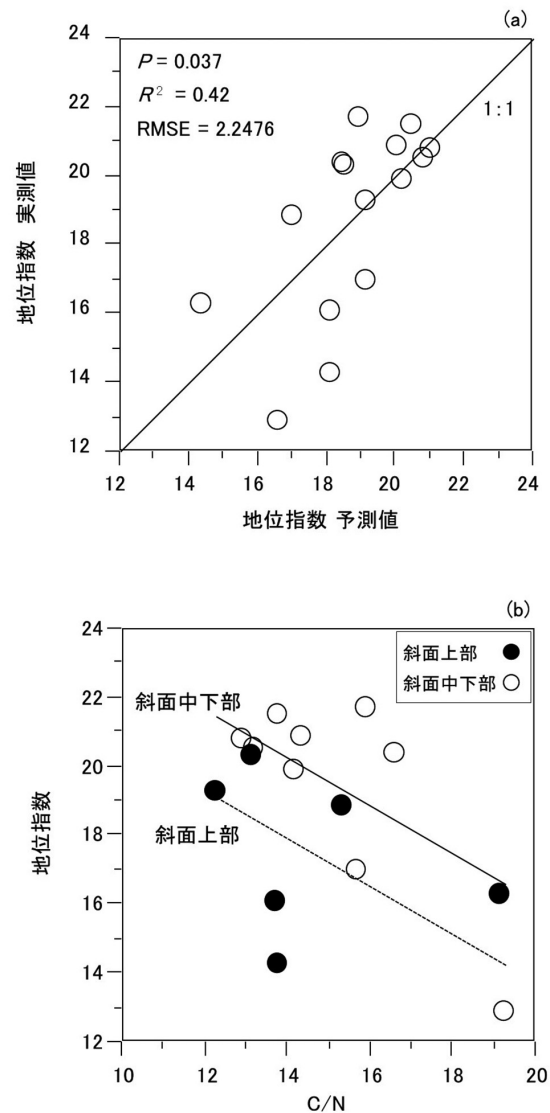 (a)
24
22
20
18
16
14
12
地位指数 実測値
P = 0.037
R² = 0.42
RMSE = 2.2476
1:1
12 14 16 18 20 22 24
地位指数 予測値
(b)
24
22
20
18
16
14
12
地位指数
斜面上部
斜面中下部
斜面中下部
斜面上部
10 12 14 16 18 20
C/N